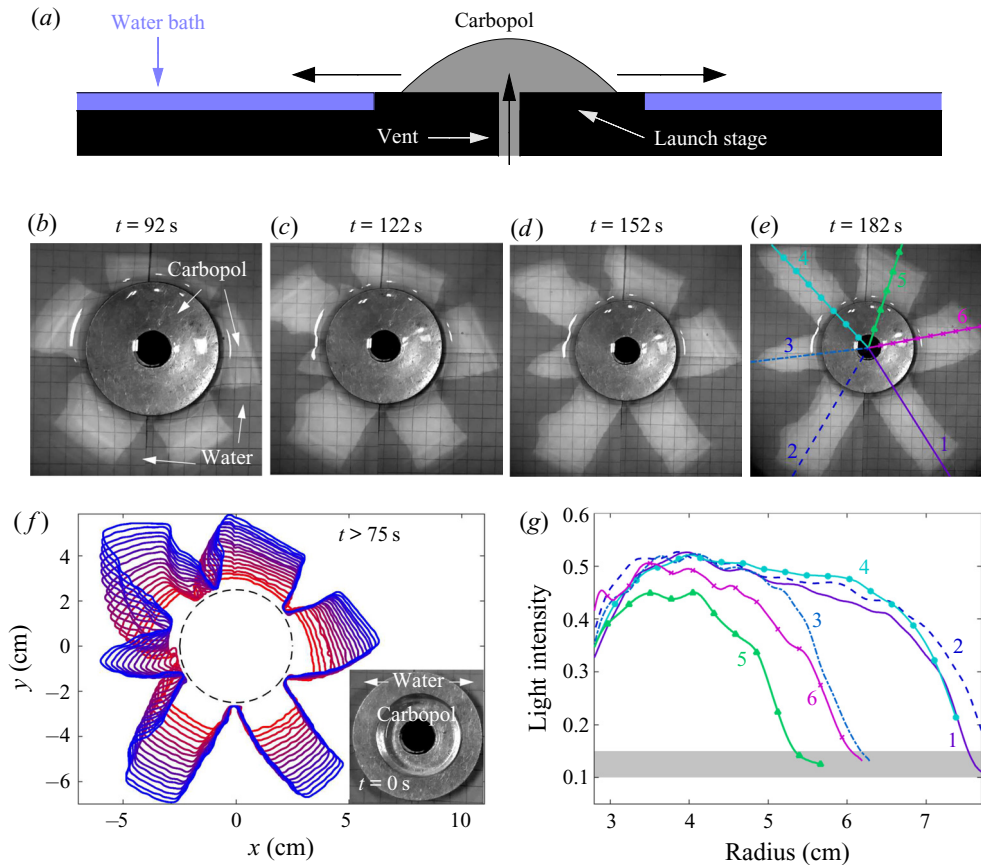 (a)
Water bath
Carbopol
Vent
Launch stage
(b) t = 92 s
(c) t = 122 s
(d) t = 152 s
(e) t = 182 s
Carbopol
Water
4
5
6
3
2
1
(f)
t > 75 s
4
2
0
−2
−4
−6
y (cm)
−5 0 5 10
x (cm)
Water
Carbopol
t = 0 s
(g)
0.6
0.5
0.4
0.3
0.2
0.1
Light intensity
4
3
2
5
6
1
3 4 5 6 7
Radius (cm)